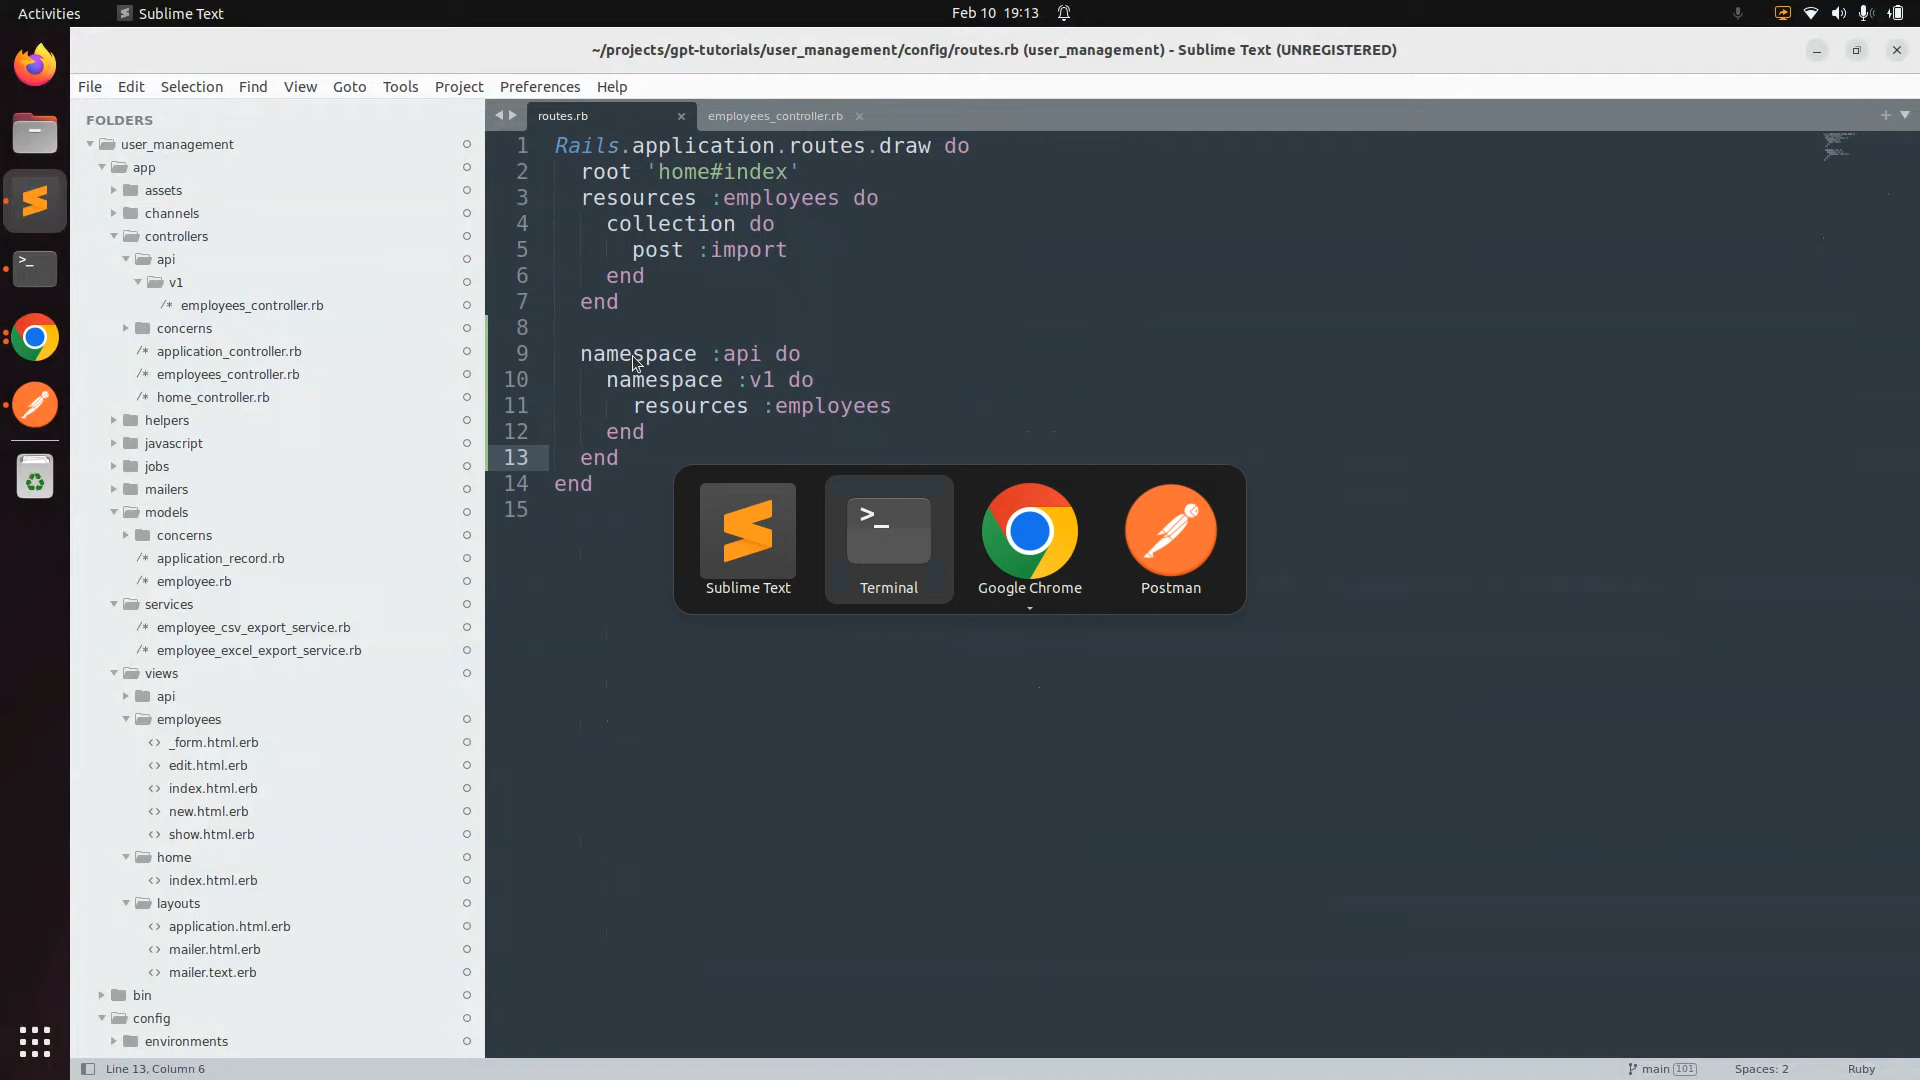 Activities
Sublime Text
Feb 10 19:13
~/projects/gpt-tutorials/user_management/config/routes.rb (user_management) - Sublime Text (UNREGISTERED)
File Edit Selection Find View Goto Tools Project Preferences Help
FOLDERS
user_management
app
assets
channels
controllers
api
v1
/* employees_controller.rb
concerns
/* application_controller.rb
/* employees_controller.rb
/* home_controller.rb
helpers
javascript
jobs
mailers
models
concerns
/* application_record.rb
/* employee.rb
services
/* employee_csv_export_service.rb
/* employee_excel_export_service.rb
views
api
employees
<> _form.html.erb
<> edit.html.erb
<> index.html.erb
<> new.html.erb
<> show.html.erb
home
<> index.html.erb
layouts
<> application.html.erb
<> mailer.html.erb
<> mailer.text.erb
bin
config
environments
routes.rb
employees_controller.rb
1 Rails.application.routes.draw do
2 root 'home#index'
3 resources :employees do
4 collection do
5 post :import
6 end
7 end
8
9 namespace :api do
10 namespace :v1 do
11 resources :employees
12 end
13 end
14 end
15
>_
Sublime Text
Terminal
Google Chrome
Postman
Line 13, Column 6
main 101
Spaces: 2
Ruby